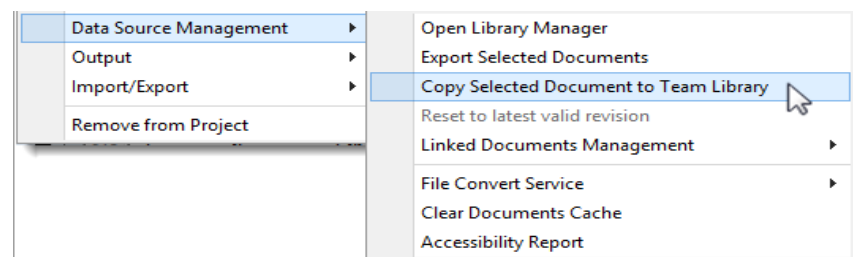 Data Source Management
Output
Import/Export
Remove from Project
Open Library Manager
Export Selected Documents
Copy Selected Document to Team Library
Reset to latest valid revision
Linked Documents Management
File Convert Service
Clear Documents Cache
Accessibility Report